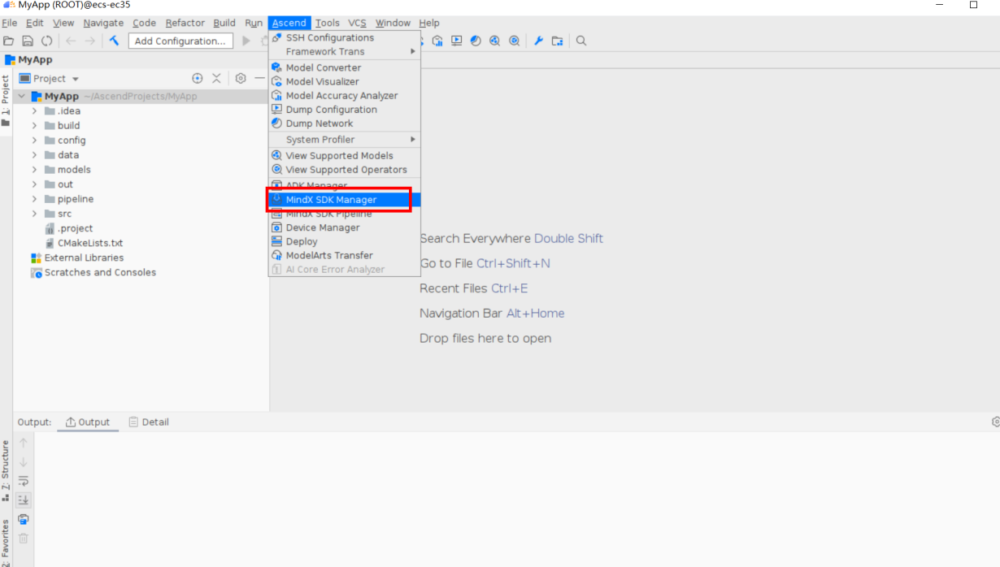 MyApp (ROOT)@ecs-ec35
File Edit View Navigate Code Refactor Build Run Ascend Tools VCS Window Help
Add Configuration...
MyApp
Project
MyApp ~/AscendProjects/MyApp
.idea
build
config
data
models
out
pipeline
src
.project
CMakeLists.txt
External Libraries
Scratches and Consoles
SSH Configurations
Framework Trans
Model Converter
Model Visualizer
Model Accuracy Analyzer
Dump Configuration
Dump Network
System Profiler
View Supported Models
View Supported Operators
ADK Manager
MindX SDK Manager
MindX SDK Pipeline
Device Manager
Deploy
ModelArts Transfer
AI Core Error Analyzer
Search Everywhere Double Shift
Go to File Ctrl+Shift+N
Recent Files Ctrl+E
Navigation Bar Alt+Home
Drop files here to open
1: Project
Output: Output Detail
Z: Structure
2: Favorites